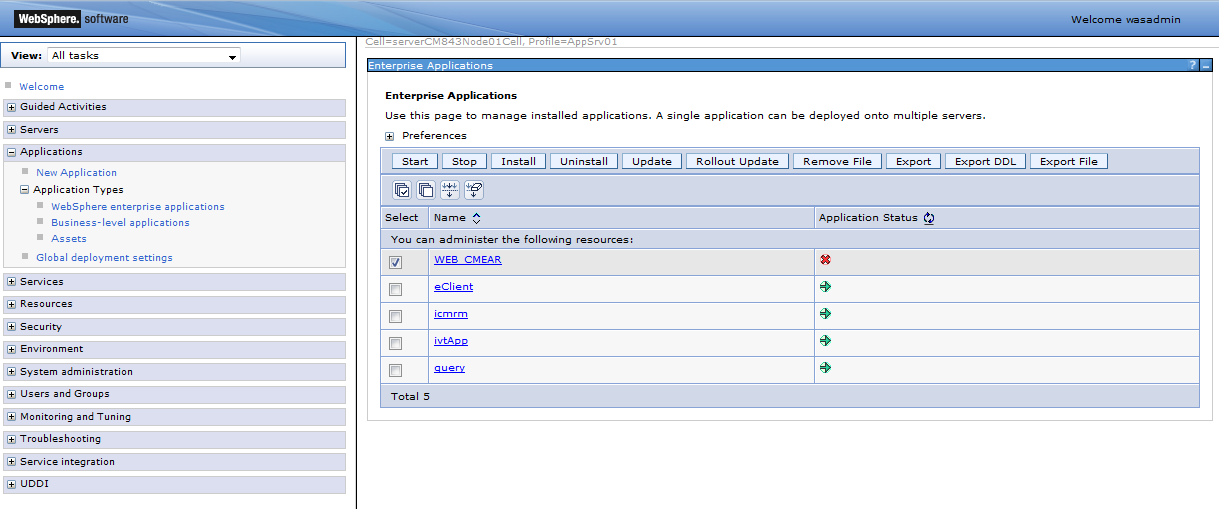 WebSphere. software
Welcome wasadmin
View: All tasks
Welcome
Guided Activities
Servers
Applications
New Application
Application Types
WebSphere enterprise applications
Business-level applications
Assets
Global deployment settings
Services
Resources
Security
Environment
System administration
Users and Groups
Monitoring and Tuning
Troubleshooting
Service integration
UDDI
Cell=serverCM843Node01Cell, Profile=AppSrv01
Enterprise Applications ? _
Enterprise Applications
Use this page to manage installed applications. A single application can be deployed onto multiple servers.
Preferences
Start Stop Install Uninstall Update Rollout Update Remove File Export Export DDL Export File
Select Name Application Status
You can administer the following resources:
WEB_CMEAR
eClient
icmrm
ivtApp
query
Total 5